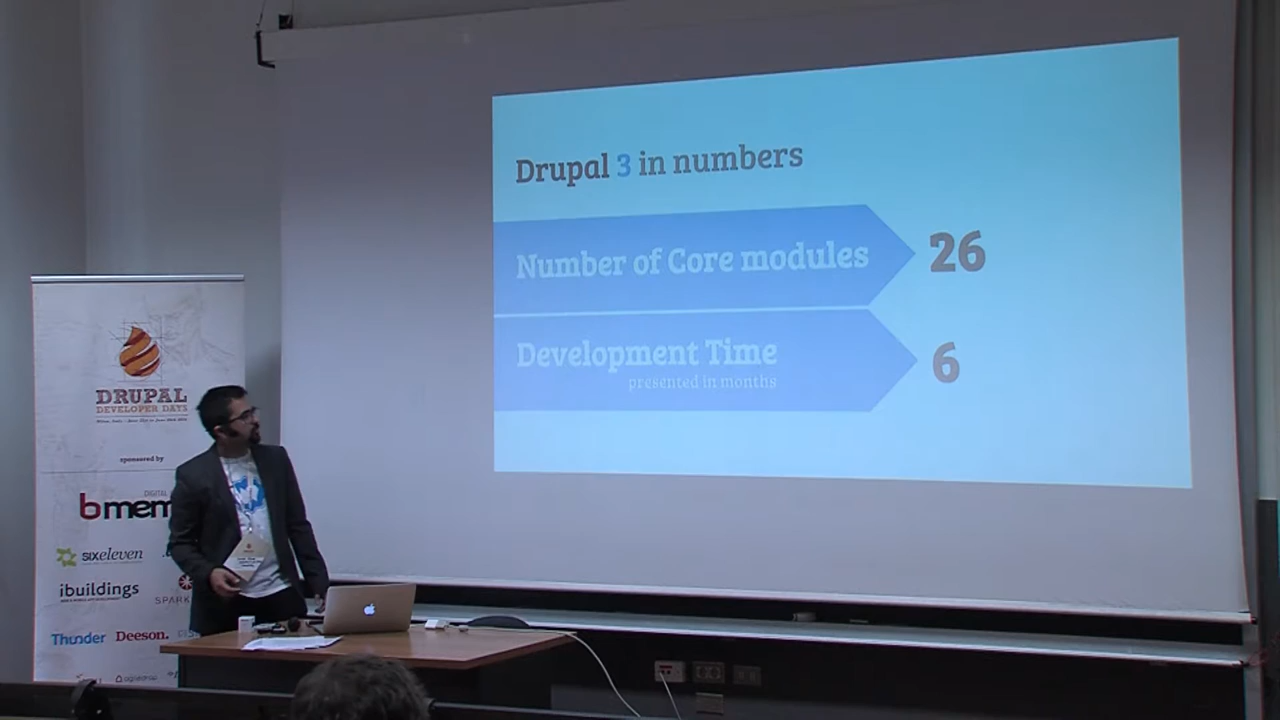 Drupal 3 in numbers
Number of Core modules
26
Development Time
presented in months
6
DRUPAL
DEVELOPER DAYS
sponsored by
DIGITAL
bmem
SIXeleven
ibuildings
SPARK
Thunder
Deeson.